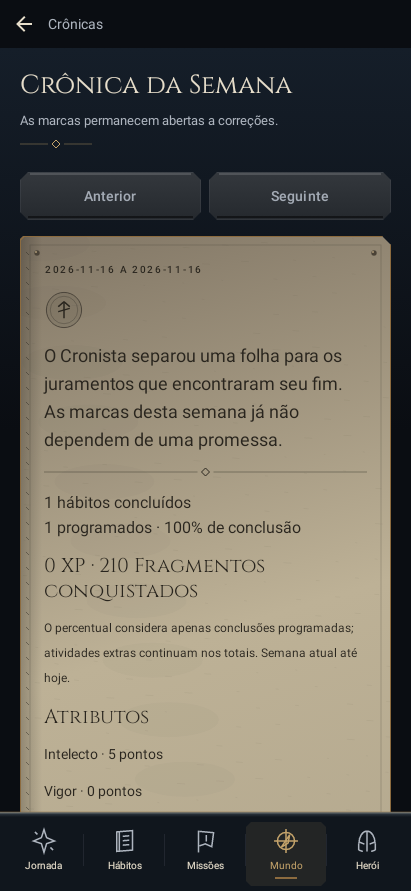 Crônicas
Crônica da Semana
As marcas permanecem abertas a correções.
Anterior
Seguinte
2026-11-16 A 2026-11-16
O Cronista separou uma folha para os
juramentos que encontraram seu fim.
As marcas desta semana já não
dependem de uma promessa.
1 hábitos concluídos
1 programados · 100% de conclusão
0 XP · 210 Fragmentos
conquistados
O percentual considera apenas conclusões programadas;
atividades extras continuam nos totais. Semana atual até
hoje.
Atributos
Intelecto · 5 pontos
Vigor · 0 pontos
Jornada
Hábitos
Missões
Mundo
Herói